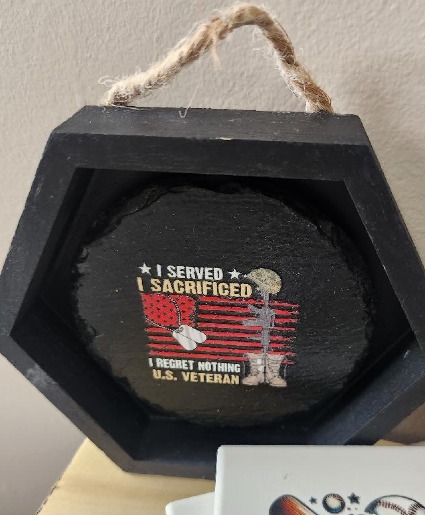 I SERVED
I SACRIFICED
I REGRET NOTHING
U.S. VETERAN